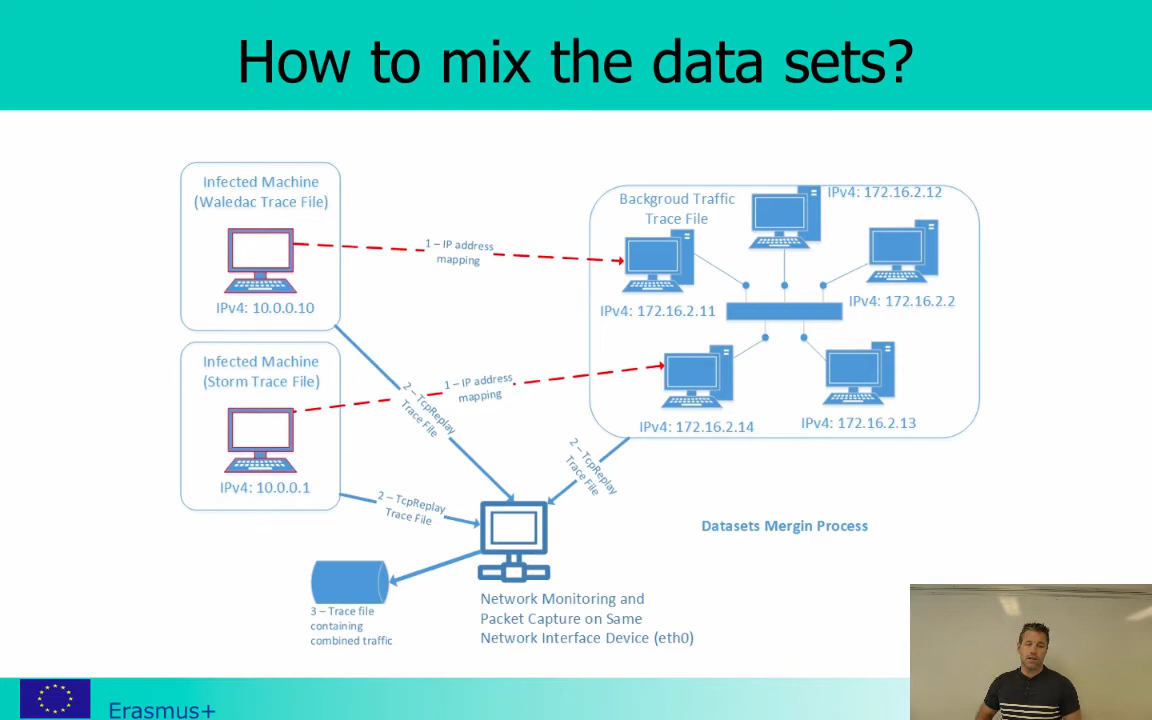 How to mix the data sets?
Infected Machine
(Waledac Trace File)
IPv4: 10.0.0.10
Infected Machine
(Storm Trace File)
IPv4: 10.0.0.1
1 – IP address
mapping
1 – IP address
mapping
Backgroud Traffic
Trace File
IPv4: 172.16.2.12
IPv4: 172.16.2.11
IPv4: 172.16.2.2
IPv4: 172.16.2.14
IPv4: 172.16.2.13
2 – TcpReplay
Trace File
2 – TcpReplay
Trace File
2 – TcpReplay
Trace File
Datasets Mergin Process
3 – Trace file
containing
combined traffic
Network Monitoring and
Packet Capture on Same
Network Interface Device (eth0)
Erasmus+